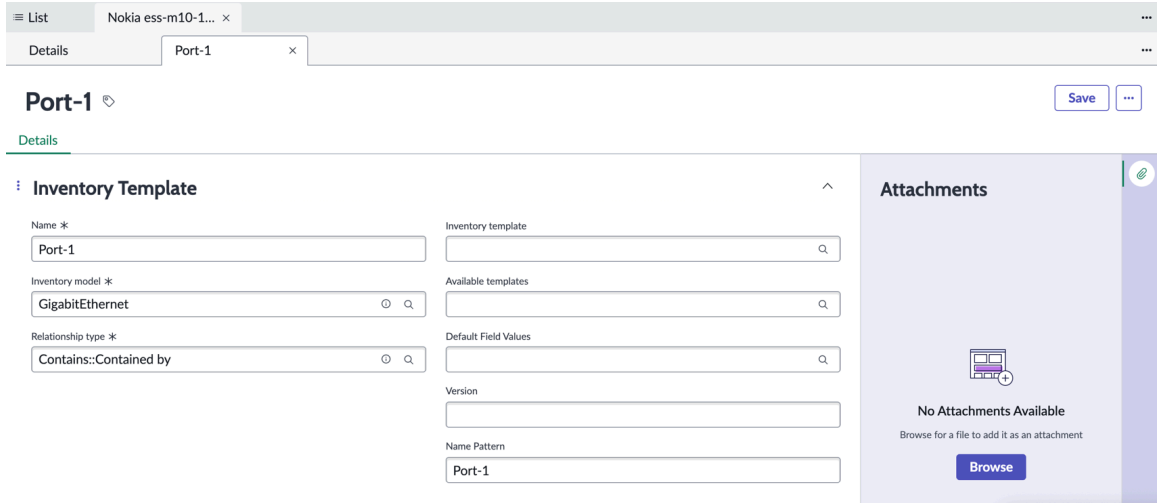 List
Nokia ess-m10-1... ×
...
Details
Port-1 ×
...
Port-1
Save
...
Details
Inventory Template
Attachments
Name *
Port-1
Inventory model *
GigabitEthernet
Relationship type *
Contains::Contained by
Inventory template
Available templates
Default Field Values
Version
Name Pattern
Port-1
No Attachments Available
Browse for a file to add it as an attachment
Browse